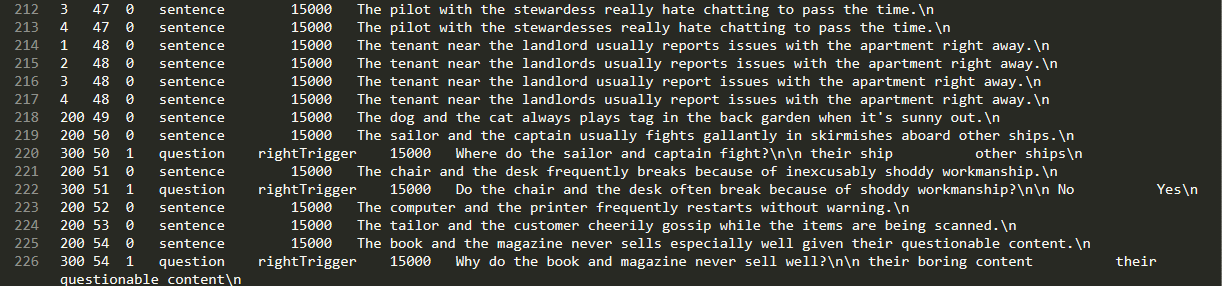 212 3 47 0 sentence 15000 The pilot with the stewardess really hate chatting to pass the time.\n
213 4 47 0 sentence 15000 The pilot with the stewardesses really hate chatting to pass the time.\n
214 1 48 0 sentence 15000 The tenant near the landlord usually reports issues with the apartment right away.\n
215 2 48 0 sentence 15000 The tenant near the landlords usually reports issues with the apartment right away.\n
216 3 48 0 sentence 15000 The tenant near the landlord usually report issues with the apartment right away.\n
217 4 48 0 sentence 15000 The tenant near the landlords usually report issues with the apartment right away.\n
218 200 49 0 sentence 15000 The dog and the cat always plays tag in the back garden when it's sunny out.\n
219 200 50 0 sentence 15000 The sailor and the captain usually fights gallantly in skirmishes aboard other ships.\n
220 300 50 1 question rightTrigger 15000 Where do the sailor and captain fight?\n\n their ship other ships\n
221 200 51 0 sentence 15000 The chair and the desk frequently breaks because of inexcusably shoddy workmanship.\n
222 300 51 1 question rightTrigger 15000 Do the chair and the desk often break because of shoddy workmanship?\n\n No Yes\n
223 200 52 0 sentence 15000 The computer and the printer frequently restarts without warning.\n
224 200 53 0 sentence 15000 The tailor and the customer cheerily gossip while the items are being scanned.\n
225 200 54 0 sentence 15000 The book and the magazine never sells especially well given their questionable content.\n
226 300 54 1 question rightTrigger 15000 Why do the book and magazine never sell well?\n\n their boring content their
questionable content\n